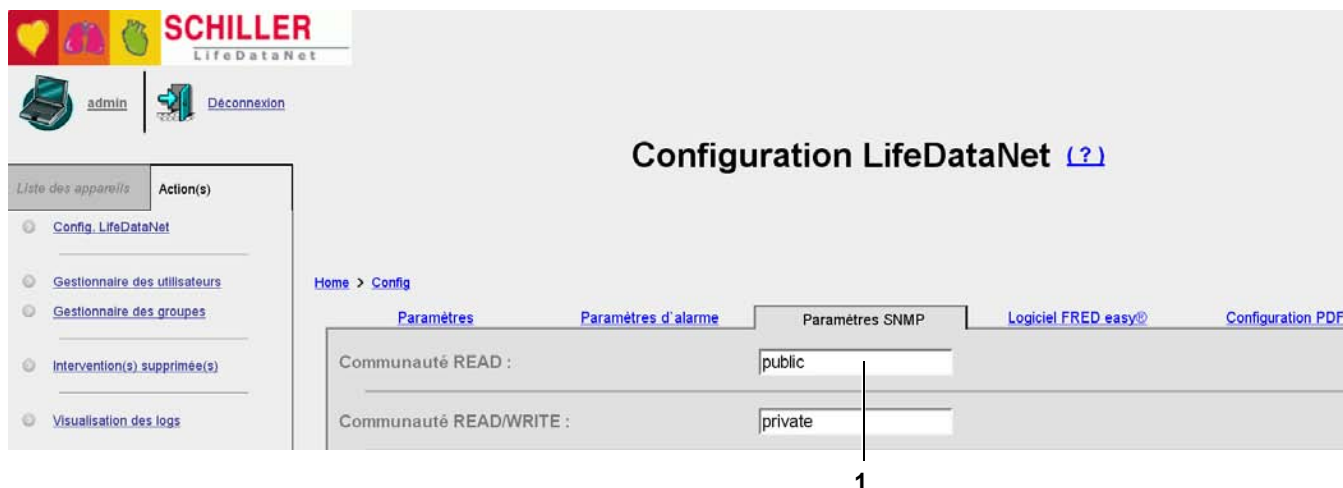 SCHILLER
LifeDataNet
admin
Déconnexion
Configuration LifeDataNet (?)
Liste des appareils
Action(s)
Config. LifeDataNet
Gestionnaire des utilisateurs
Gestionnaire des groupes
Intervention(s) supprimée(s)
Visualisation des logs
Home > Config
Paramètres
Paramètres d'alarme
Paramètres SNMP
Logiciel FRED easy®
Configuration PDF
Communauté READ :
public
Communauté READ/WRITE :
private
1